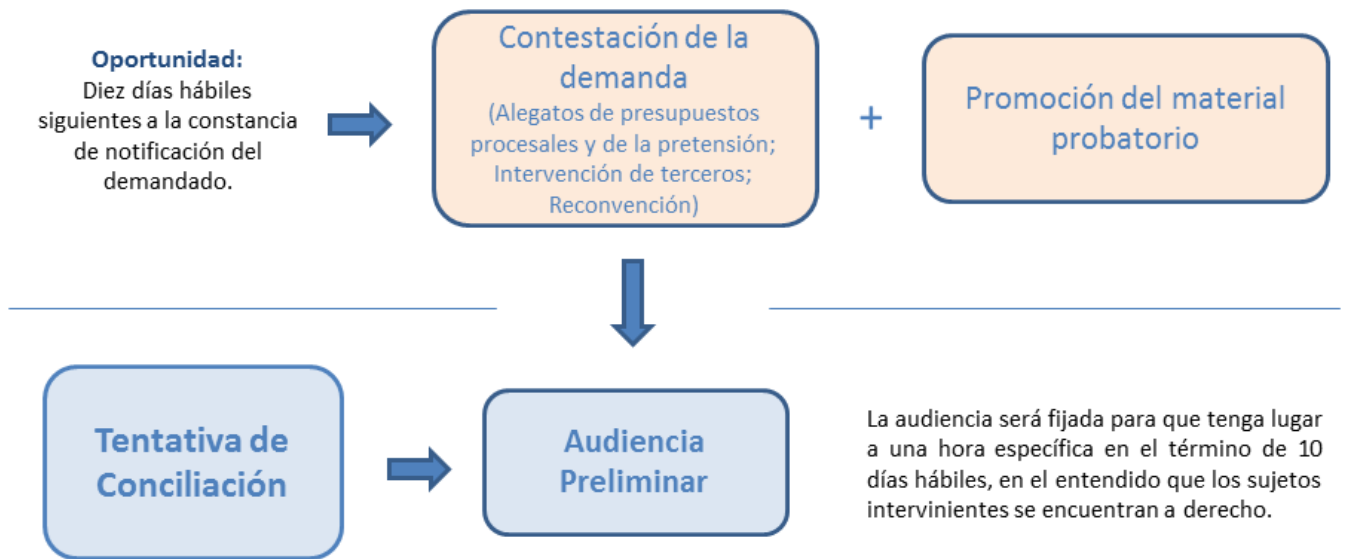 Oportunidad:
Diez días hábiles
siguientes a la constancia
de notificación del
demandado.
Contestación de la
demanda
(Alegatos de presupuestos
procesales y de la pretensión;
Intervención de terceros;
Reconvención)
+
Promoción del material
probatorio
Tentativa de
Conciliación
Audiencia
Preliminar
La audiencia será fijada para que tenga lugar
a una hora específica en el término de 10
días hábiles, en el entendido que los sujetos
intervinientes se encuentran a derecho.